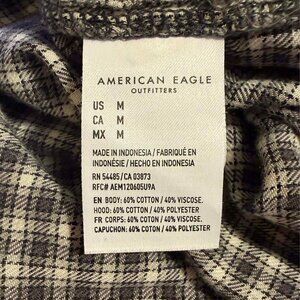 AMERICAN EAGLE
OUTFITTERS
US M
CA M
MX M
MADE IN INDONESIA / FABRIQUÉ EN
INDONÉSIE / HECHO EN INDONESIA
RN 54485/CA 03873
RFC# AEM120605U9A
EN BODY: 60% COTTON / 40% VISCOSE.
HOOD: 60% COTTON / 40% POLYESTER
FR CORPS: 60% COTON / 40% VISCOSE.
CAPUCHON: 60% COTON / 40% POLYESTER